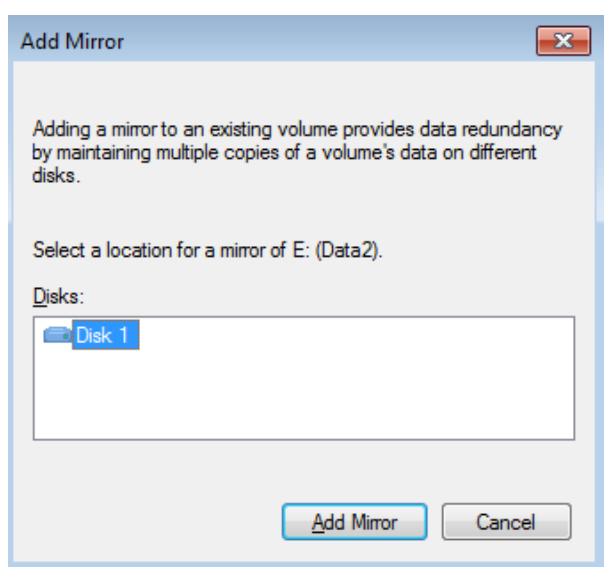 Add Mirror
Adding a mirror to an existing volume provides data redundancy
by maintaining multiple copies of a volume's data on different
disks.
Select a location for a mirror of E: (Data2).
Disks:
Disk 1
Add Mirror
Cancel